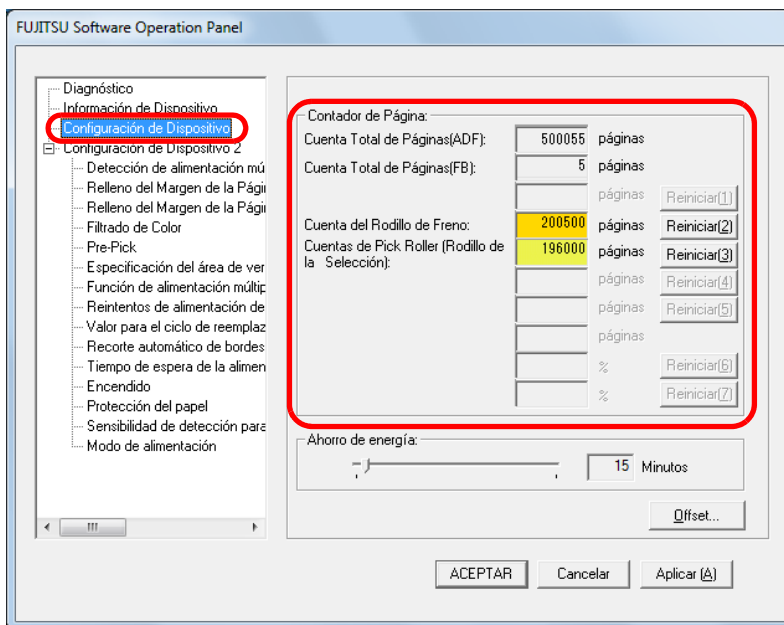 FUJITSU Software Operation Panel
Diagnóstico
Información de Dispositivo
Configuración de Dispositivo
Configuración de Dispositivo 2
Detección de alimentación mú
Relleno del Margen de la Pági
Relleno del Margen de la Pági
Filtrado de Color
Pre-Pick
Especificación del área de ver
Función de alimentación múltip
Reintentos de alimentación de
Valor para el ciclo de reemplaz
Recorte automático de bordes
Tiempo de espera de la alimen
Encendido
Protección del papel
Sensibilidad de detección para
Modo de alimentación
Contador de Página:
Cuenta Total de Páginas(ADF): 500055 páginas
Cuenta Total de Páginas(FB): 5 páginas
páginas Reiniciar(1)
Cuenta del Rodillo de Freno: 200500 páginas Reiniciar(2)
Cuentas de Pick Roller (Rodillo de 196000 páginas Reiniciar(3)
la Selección):
páginas Reiniciar(4)
páginas Reiniciar(5)
páginas
% Reiniciar(6)
% Reiniciar(7)
Ahorro de energía:
15 Minutos
Offset...
ACEPTAR Cancelar Aplicar (A)